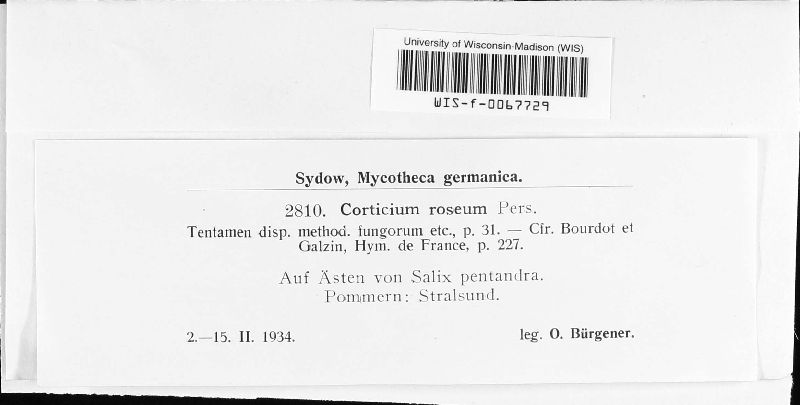 University of Wisconsin-Madison (WIS)
WIS-f-0067729
Sydow, Mycotheca germanica.
2810. Corticium roseum Pers.
Tentamen disp. method. fungorum etc., p. 31. — Cfr. Bourdot et
Galzin, Hym. de France, p. 227.
Auf Ästen von Salix pentandra.
Pommern: Stralsund.
2.—15. II. 1934.
leg. O. Bürgener.